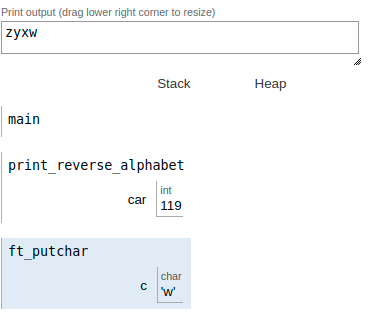 Print output (drag lower right corner to resize)
zyxw
Stack Heap
main
print_reverse_alphabet
int
car 119
ft_putchar
char
c 'w'